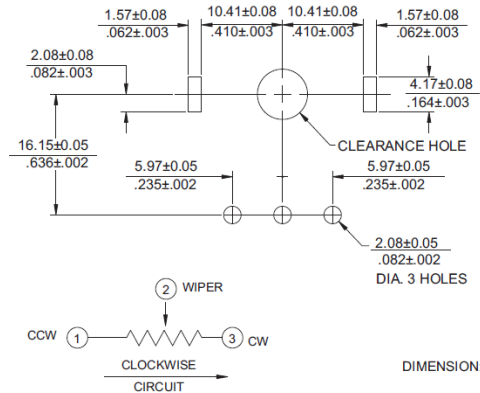 1.57±0.08 10.41±0.08 10.41±0.08 1.57±0.08
.062±.003 .410±.003 .410±.003 .062±.003
2.08±0.08
.082±.003
4.17±0.08
.164±.003
16.15±0.05
.636±.002
CLEARANCE HOLE
5.97±0.05 5.97±0.05
.235±.002 .235±.002
2.08±0.05
.082±.002
DIA. 3 HOLES
2 WIPER
CCW 1 3 CW
CLOCKWISE
CIRCUIT
DIMENSION